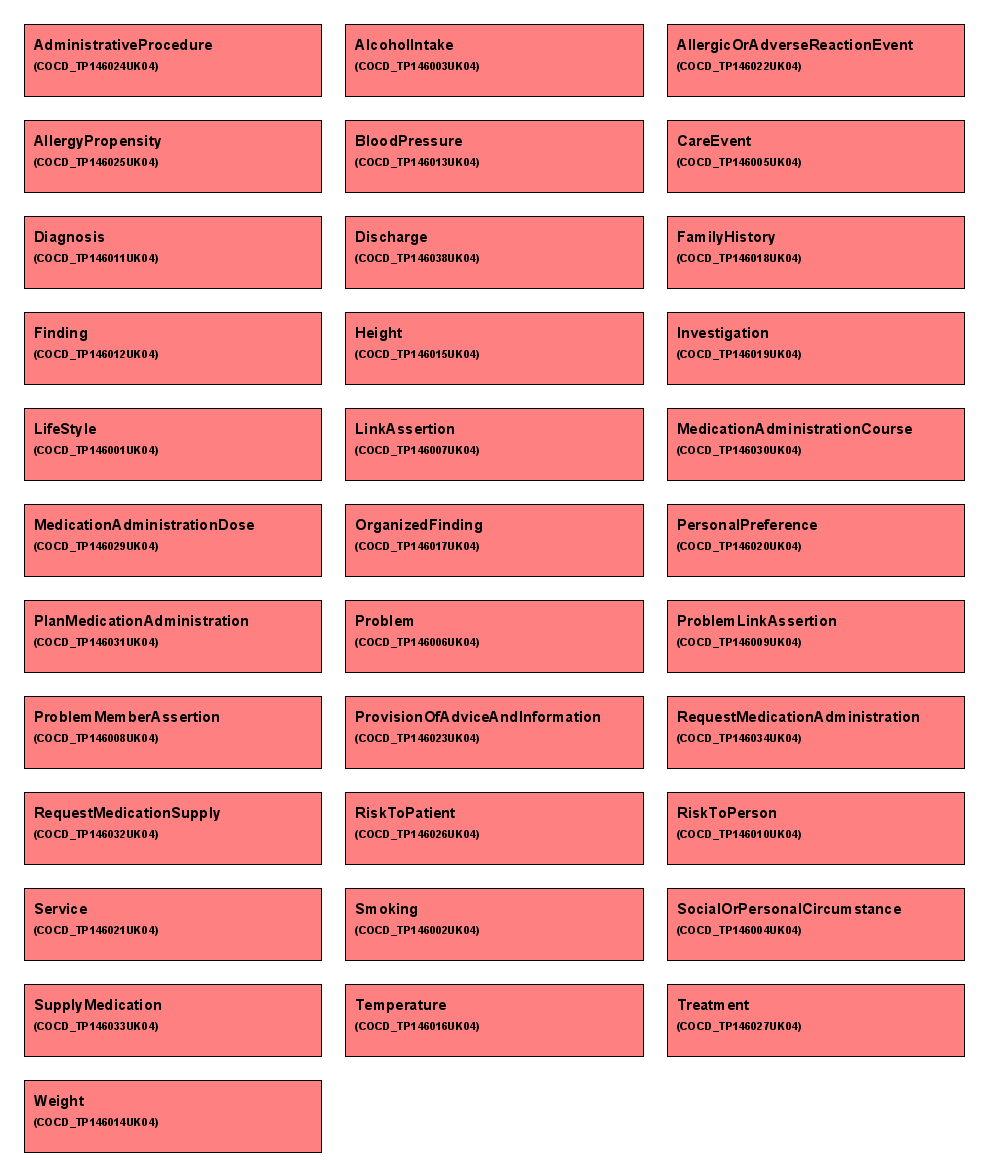 AdministrativeProcedure
(COCD_TP146024UK04)
AlcoholIntake
(COCD_TP146003UK04)
AllergicOrAdverseReactionEvent
(COCD_TP146022UK04)
AllergyPropensity
(COCD_TP146025UK04)
BloodPressure
(COCD_TP146013UK04)
CareEvent
(COCD_TP146005UK04)
Diagnosis
(COCD_TP146011UK04)
Discharge
(COCD_TP146038UK04)
FamilyHistory
(COCD_TP146018UK04)
Finding
(COCD_TP146012UK04)
Height
(COCD_TP146015UK04)
Investigation
(COCD_TP146019UK04)
LifeStyle
(COCD_TP146001UK04)
LinkAssertion
(COCD_TP146007UK04)
MedicationAdministrationCourse
(COCD_TP146030UK04)
MedicationAdministrationDose
(COCD_TP146029UK04)
OrganizedFinding
(COCD_TP146017UK04)
PersonalPreference
(COCD_TP146020UK04)
PlanMedicationAdministration
(COCD_TP146031UK04)
Problem
(COCD_TP146006UK04)
ProblemLinkAssertion
(COCD_TP146009UK04)
ProblemMemberAssertion
(COCD_TP146008UK04)
ProvisionOfAdviceAndInformation
(COCD_TP146023UK04)
RequestMedicationAdministration
(COCD_TP146034UK04)
RequestMedicationSupply
(COCD_TP146032UK04)
RiskToPatient
(COCD_TP146026UK04)
RiskToPerson
(COCD_TP146010UK04)
Service
(COCD_TP146021UK04)
Smoking
(COCD_TP146002UK04)
SocialOrPersonalCircumstance
(COCD_TP146004UK04)
SupplyMedication
(COCD_TP146033UK04)
Temperature
(COCD_TP146016UK04)
Treatment
(COCD_TP146027UK04)
Weight
(COCD_TP146014UK04)